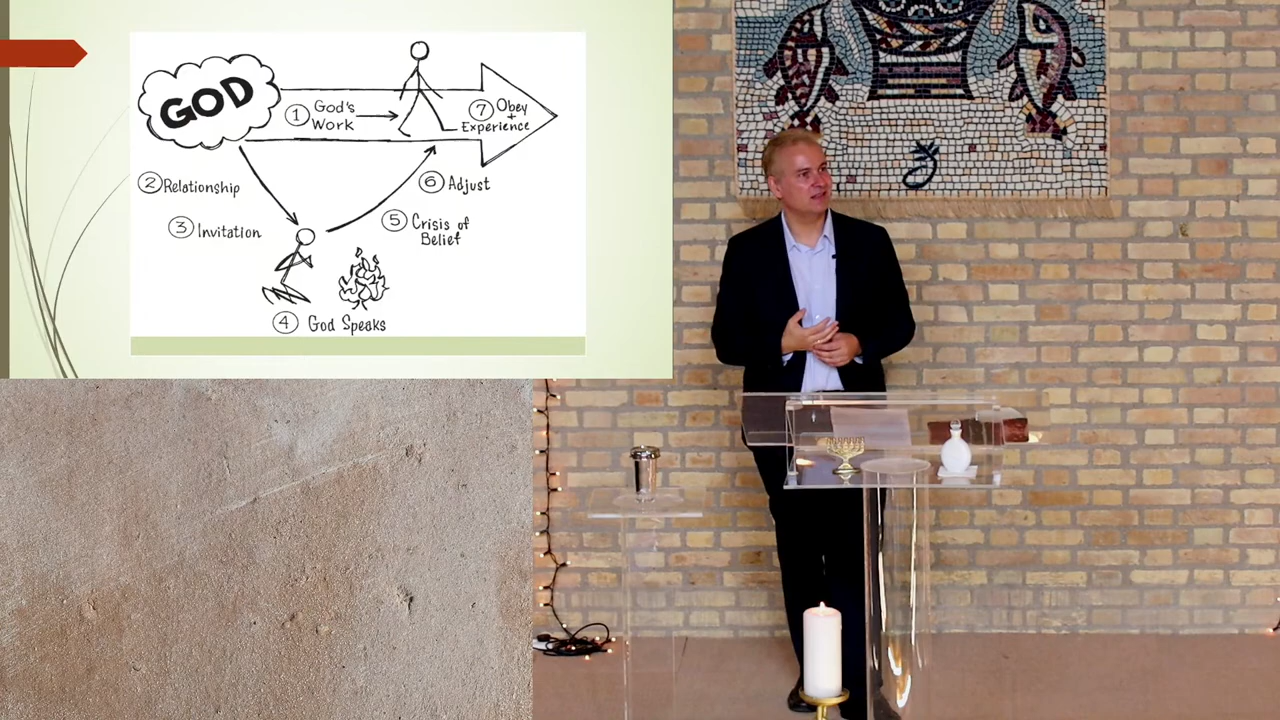 GOD
① God's
Work
⑦ Obey
+
Experience
② Relationship
⑥ Adjust
③ Invitation
⑤ Crisis of
Belief
④ God Speaks